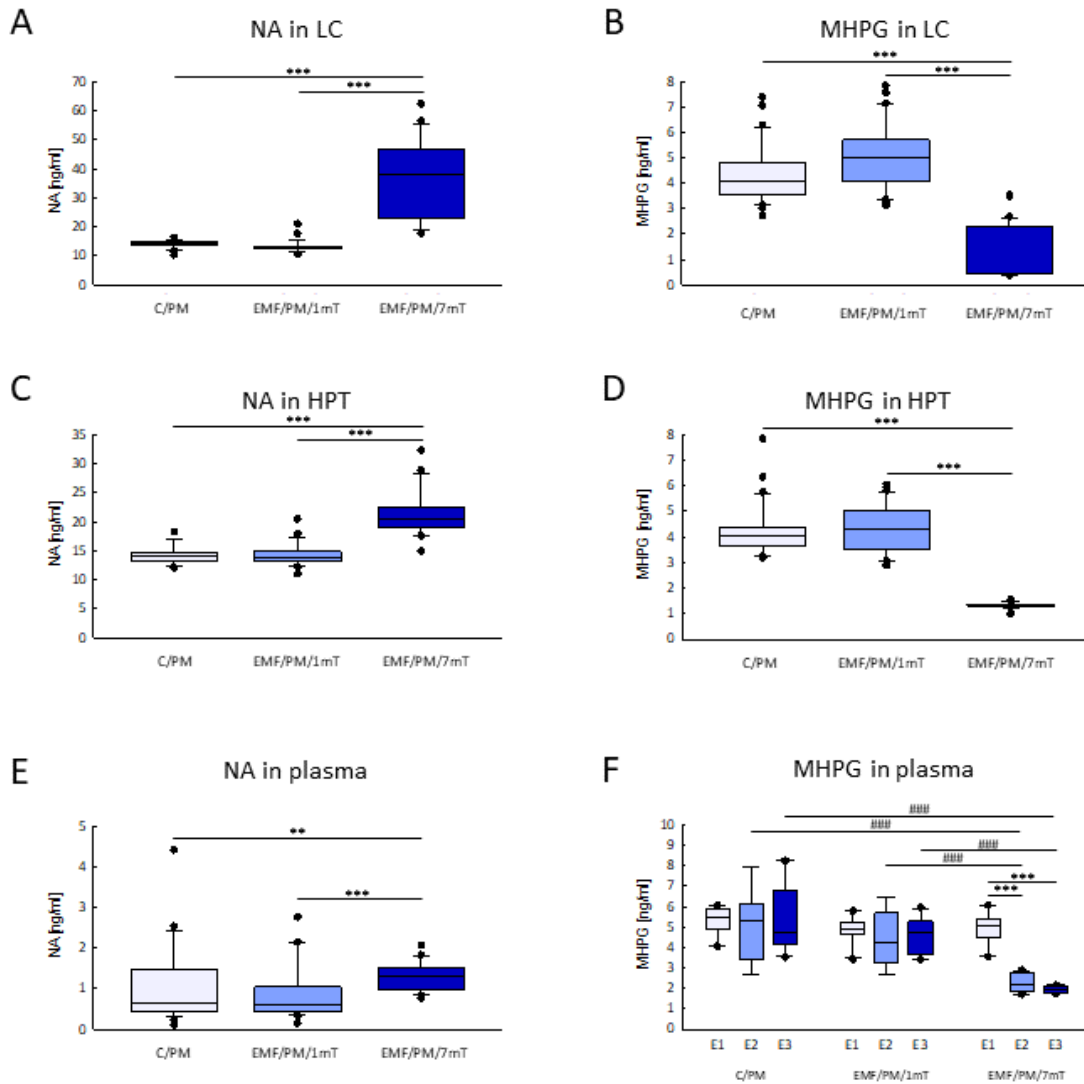 A
NA in LC
***
***
70
60
50
40
30
20
10
0
NA [ng/ml]
C/PM
EMF/PM/1mT
EMF/PM/7mT
B
MHPG in LC
***
***
8
7
6
5
4
3
2
1
0
MHPG [ng/ml]
C/PM
EMF/PM/1mT
EMF/PM/7mT
C
NA in HPT
***
***
35
30
25
20
15
10
5
0
NA [ng/ml]
C/PM
EMF/PM/1mT
EMF/PM/7mT
D
MHPG in HPT
***
***
8
7
6
5
4
3
2
1
0
MHPG [ng/ml]
C/PM
EMF/PM/1mT
EMF/PM/7mT
E
NA in plasma
**
***
5
4
3
2
1
0
NA [ng/ml]
C/PM
EMF/PM/1mT
EMF/PM/7mT
F
MHPG in plasma
###
###
###
###
***
***
10
9
8
7
6
5
4
3
2
1
0
MHPG [ng/ml]
E1 E2 E3 E1 E2 E3 E1 E2 E3
C/PM EMF/PM/1mT EMF/PM/7mT